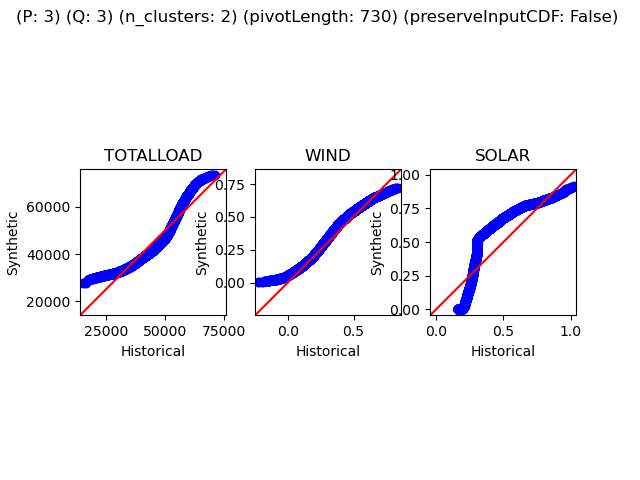 (P: 3) (Q: 3) (n_clusters: 2) (pivotLength: 730) (preserveInputCDF: False)
TOTALLOAD
Synthetic
60000
40000
20000
25000 50000 75000
Historical
WIND
Synthetic
0.75
0.50
0.25
0.00
0.0 0.5
Historical
SOLAR
Synthetic
1.00
0.75
0.50
0.25
0.00
0.0 0.5 1.0
Historical